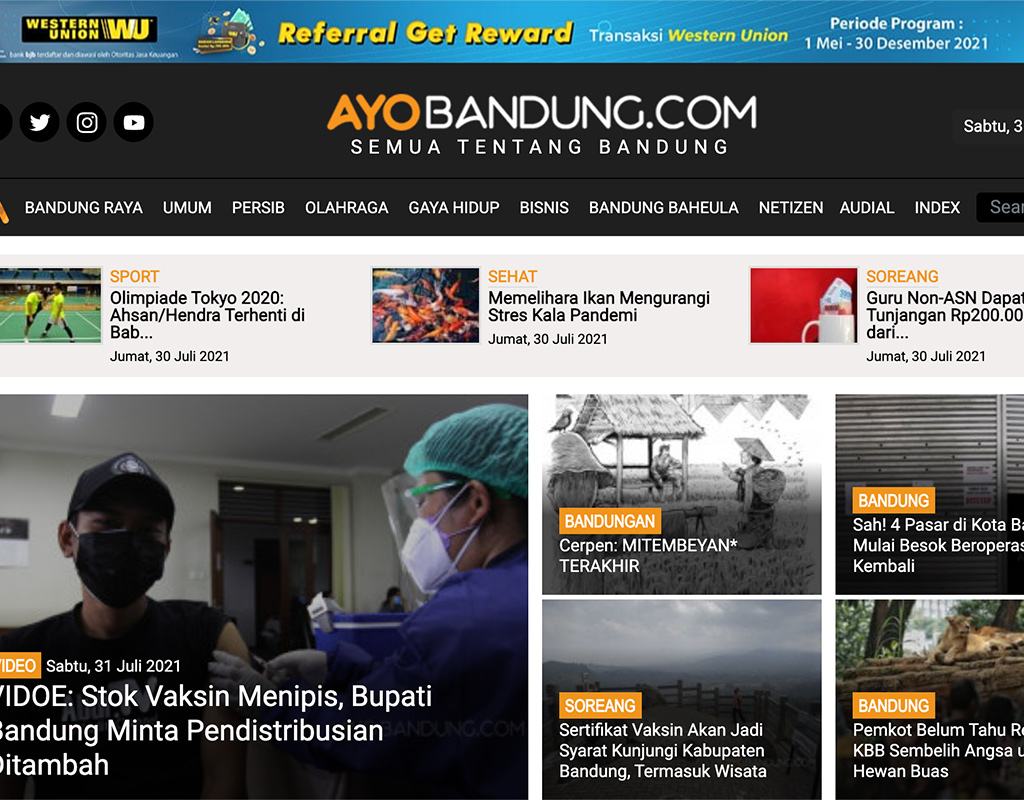 WESTERN UNION WU
bank bjb terdaftar dan diawasi oleh Otoritas Jasa Keuangan
Referral Get Reward
Transaksi Western Union
Periode Program :
1 Mei - 30 Desember 2021
AYOBANDUNG.COM
SEMUA TENTANG BANDUNG
Sabtu, 3
BANDUNG RAYA UMUM PERSIB OLAHRAGA GAYA HIDUP BISNIS BANDUNG BAHEULA NETIZEN AUDIAL INDEX Sear
SPORT
Olimpiade Tokyo 2020:
Ahsan/Hendra Terhenti di
Bab...
Jumat, 30 Juli 2021
SEHAT
Memelihara Ikan Mengurangi
Stres Kala Pandemi
Jumat, 30 Juli 2021
SOREANG
Guru Non-ASN Dapat
Tunjangan Rp200.00
dari...
Jumat, 30 Juli 2021
VIDEO Sabtu, 31 Juli 2021
VIDOE: Stok Vaksin Menipis, Bupati
Bandung Minta Pendistribusian
Ditambah
BANDUNGAN
Cerpen: MITEMBEYAN*
TERAKHIR
BANDUNG
Sah! 4 Pasar di Kota Ba
Mulai Besok Beroperas
Kembali
SOREANG
Sertifikat Vaksin Akan Jadi
Syarat Kunjungi Kabupaten
Bandung, Termasuk Wisata
BANDUNG
Pemkot Belum Tahu Re
KBB Sembelih Angsa u
Hewan Buas